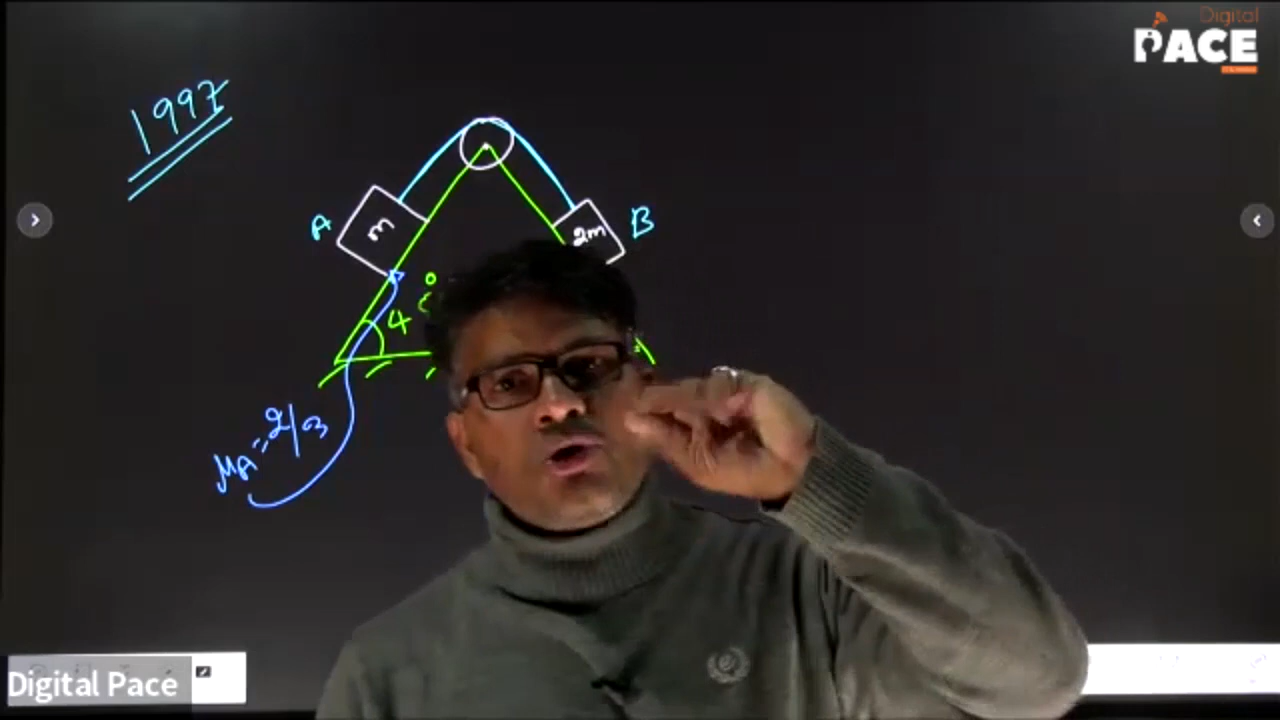 Digital
PACE
1997
A
m
2m
B
4
μA = 2/3
Digital Pace